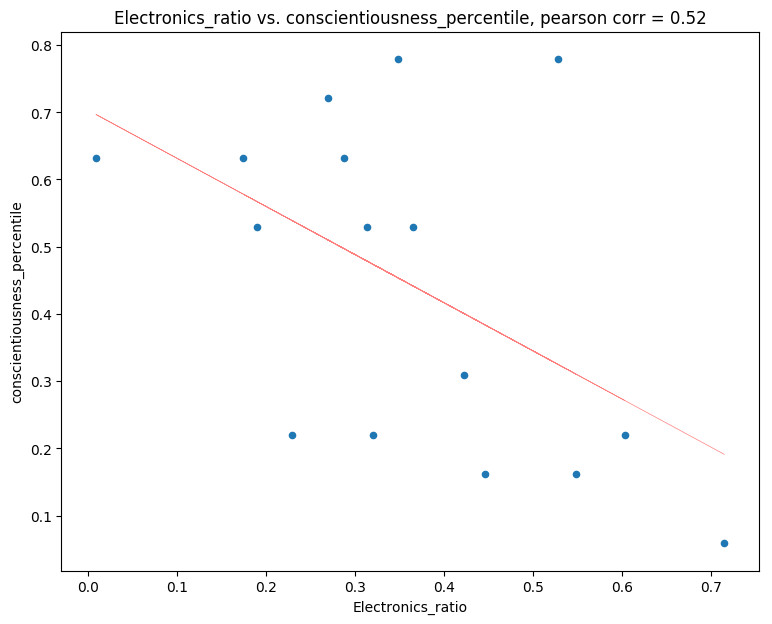 Electronics_ratio vs. conscientiousness_percentile, pearson corr = 0.52
conscientiousness_percentile
0.8
0.7
0.6
0.5
0.4
0.3
0.2
0.1
0.0 0.1 0.2 0.3 0.4 0.5 0.6 0.7
Electronics_ratio